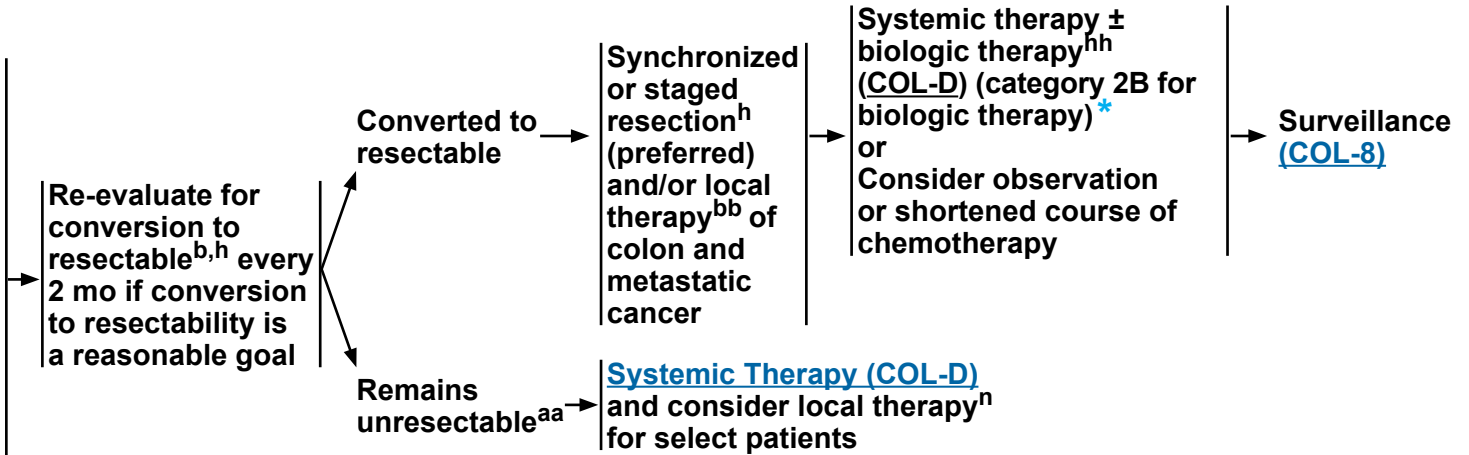 Re-evaluate for
conversion to
resectable^b,h every
2 mo if conversion
to resectability is
a reasonable goal
Converted to
resectable
Synchronized
or staged
resection^h
(preferred)
and/or local
therapy^bb of
colon and
metastatic
cancer
Systemic therapy ±
biologic therapy^hh
(COL-D) (category 2B for
biologic therapy)*
or
Consider observation
or shortened course of
chemotherapy
Surveillance
(COL-8)
Remains
unresectable^aa
Systemic Therapy (COL-D)
and consider local therapy^n
for select patients